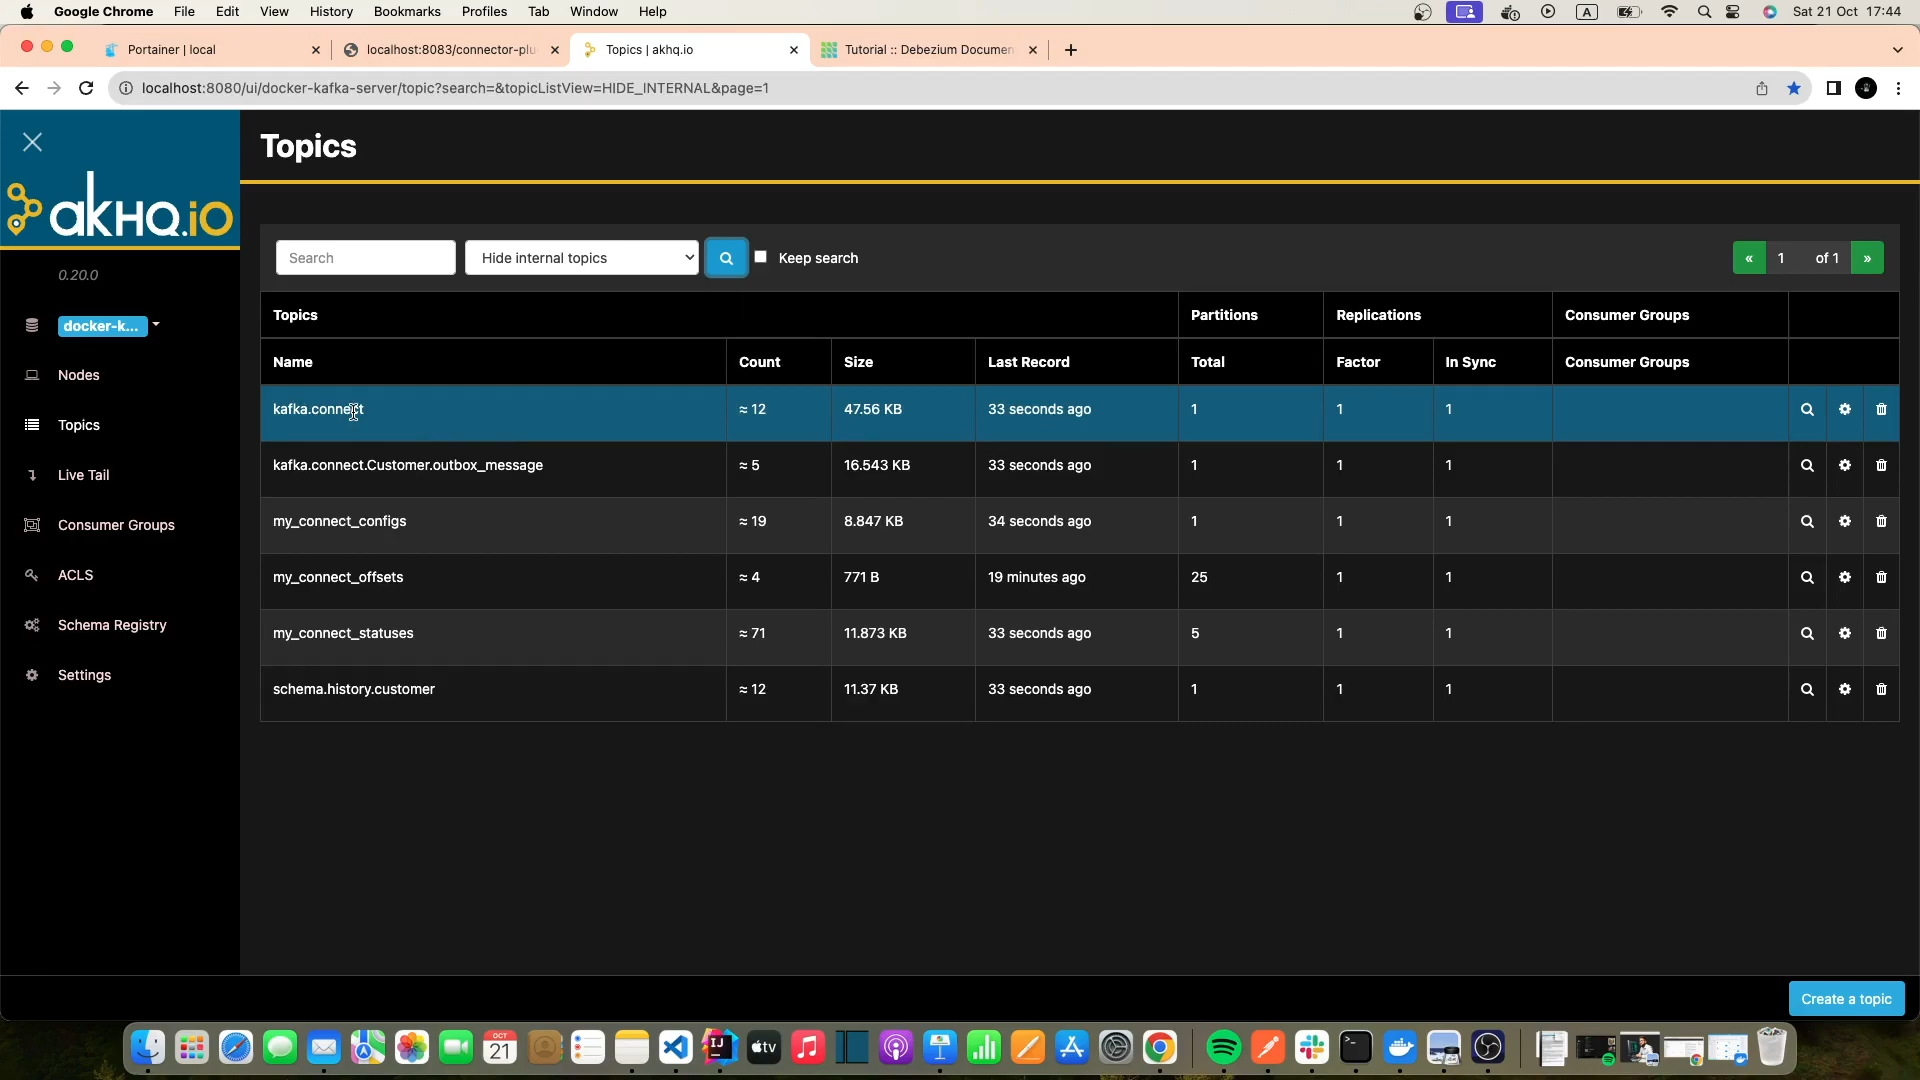 Google Chrome File Edit View History Bookmarks Profiles Tab Window Help A Sat 21 Oct 17:44
Portainer | local localhost:8083/connector-plu Topics | akhq.io Tutorial :: Debezium Documen
localhost:8080/ui/docker-kafka-server/topic?search=&topicListView=HIDE_INTERNAL&page=1
akHQ.io
0.20.0
docker-k...
Nodes
Topics
Live Tail
Consumer Groups
ACLS
Schema Registry
Settings
Topics
Search Hide internal topics Keep search « 1 of 1 »
Topics Partitions Replications Consumer Groups
Name Count Size Last Record Total Factor In Sync Consumer Groups
kafka.connect ≈ 12 47.56 KB 33 seconds ago 1 1 1
kafka.connect.Customer.outbox_message ≈ 5 16.543 KB 33 seconds ago 1 1 1
my_connect_configs ≈ 19 8.847 KB 34 seconds ago 1 1 1
my_connect_offsets ≈ 4 771 B 19 minutes ago 25 1 1
my_connect_statuses ≈ 71 11.873 KB 33 seconds ago 5 1 1
schema.history.customer ≈ 12 11.37 KB 33 seconds ago 1 1 1
Create a topic
OCT
21
IJ
tv